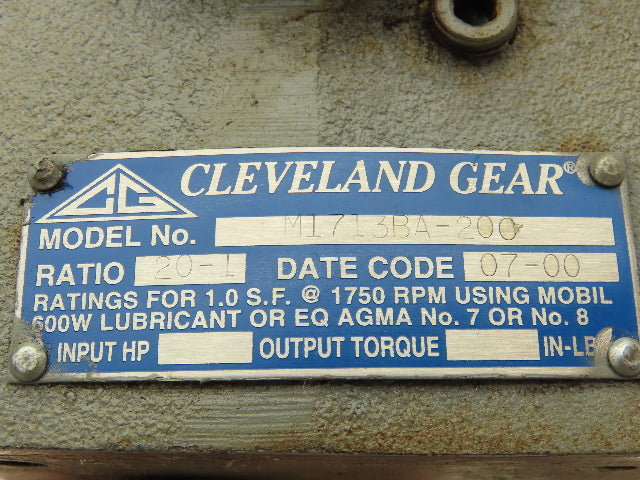 CG CLEVELAND GEAR®
MODEL No. M1713BA-200
RATIO 20-1 DATE CODE 07-00
RATINGS FOR 1.0 S.F. @ 1750 RPM USING MOBIL
600W LUBRICANT OR EQ AGMA No. 7 OR No. 8
INPUT HP OUTPUT TORQUE IN-LB